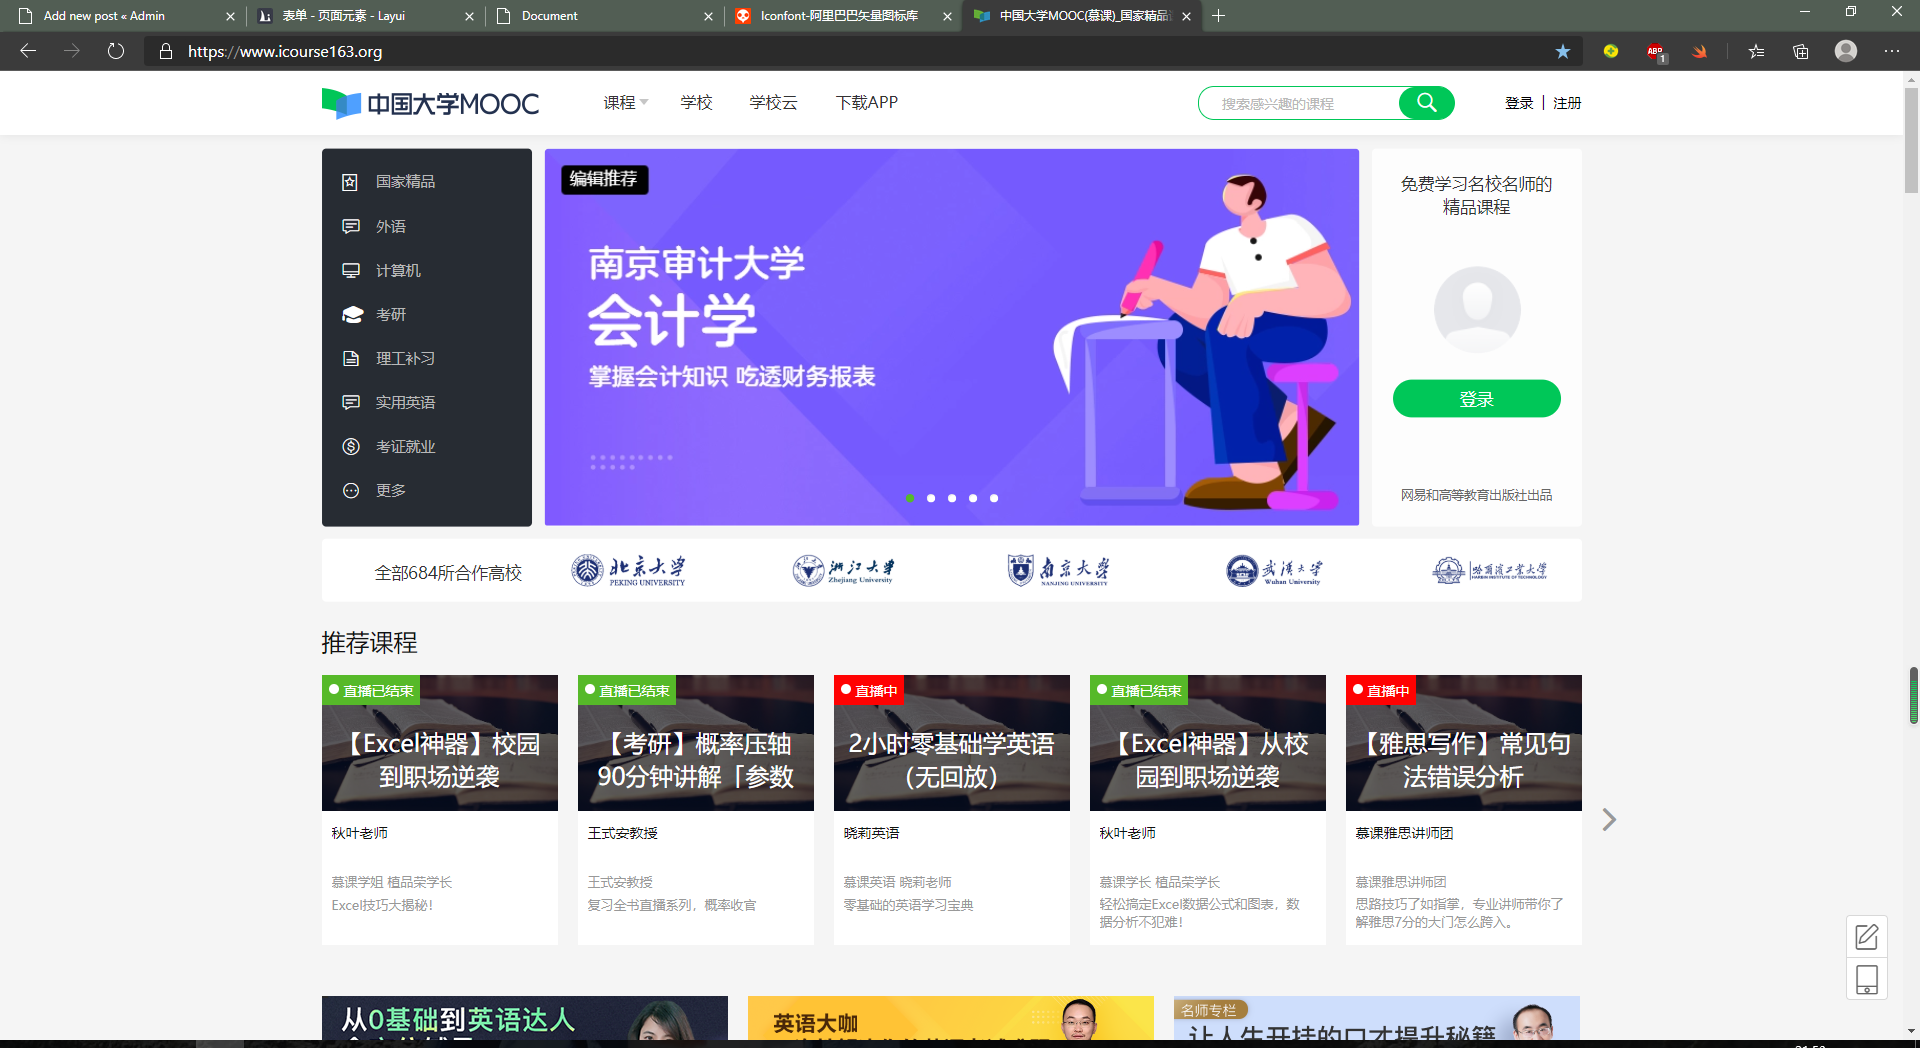 Add new post « Admin
表单 - 页面元素 - Layui
Document
Iconfont-阿里巴巴矢量图标库
中国大学MOOC(慕课)_国家精品
https://www.icourse163.org
ABP
1
中国大学MOOC
课程
学校
学校云
下载APP
搜索感兴趣的课程
登录 | 注册
国家精品
外语
计算机
考研
理工补习
实用英语
考证就业
更多
编辑推荐
南京审计大学
会计学
掌握会计知识 吃透财务报表
免费学习名校名师的
精品课程
登录
网易和高等教育出版社出品
全部684所合作高校
北京大学
PEKING UNIVERSITY
浙江大学
Zhejiang University
南京大学
NANJING UNIVERSITY
武汉大学
Wuhan University
哈爾濱工業大學
HARBIN INSTITUTE OF TECHNOLOGY
推荐课程
直播已结束
【Excel神器】校园
到职场逆袭
秋叶老师
慕课学姐 植品荣学长
Excel技巧大揭秘！
直播已结束
【考研】概率压轴
90分钟讲解「参数
王式安教授
王式安教授
复习全书直播系列，概率收官
直播中
2小时零基础学英语
（无回放）
晓莉英语
慕课英语 晓莉老师
零基础的英语学习宝典
直播已结束
【Excel神器】从校
园到职场逆袭
秋叶老师
慕课学长 植品荣学长
轻松搞定Excel数据公式和图表，数
据分析不犯难！
直播中
【雅思写作】常见句
法错误分析
慕课雅思讲师团
慕课雅思讲师团
思路技巧了如指掌，专业讲师带你了
解雅思7分的大门怎么跨入。
从0基础到英语达人
英语大咖
名师专栏
让人生开挂的口才提升秘籍